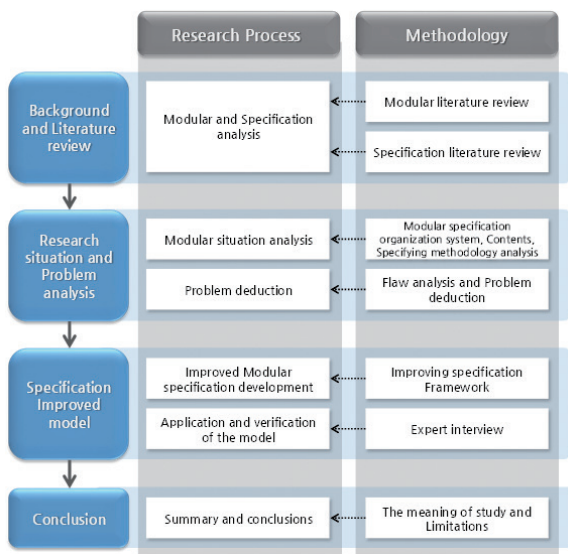 Research Process
Methodology
Background
and Literature
review
Modular and Specification
analysis
Modular literature review
Specification literature review
Research
situation and
Problem
analysis
Modular situation analysis
Modular specification
organization system, Contents,
Specifying methodology analysis
Problem deduction
Flaw analysis and Problem
deduction
Specification
Improved
model
Improved Modular
specification development
Improving specification
Framework
Application and verification
of the model
Expert interview
Conclusion
Summary and conclusions
The meaning of study and
Limitations